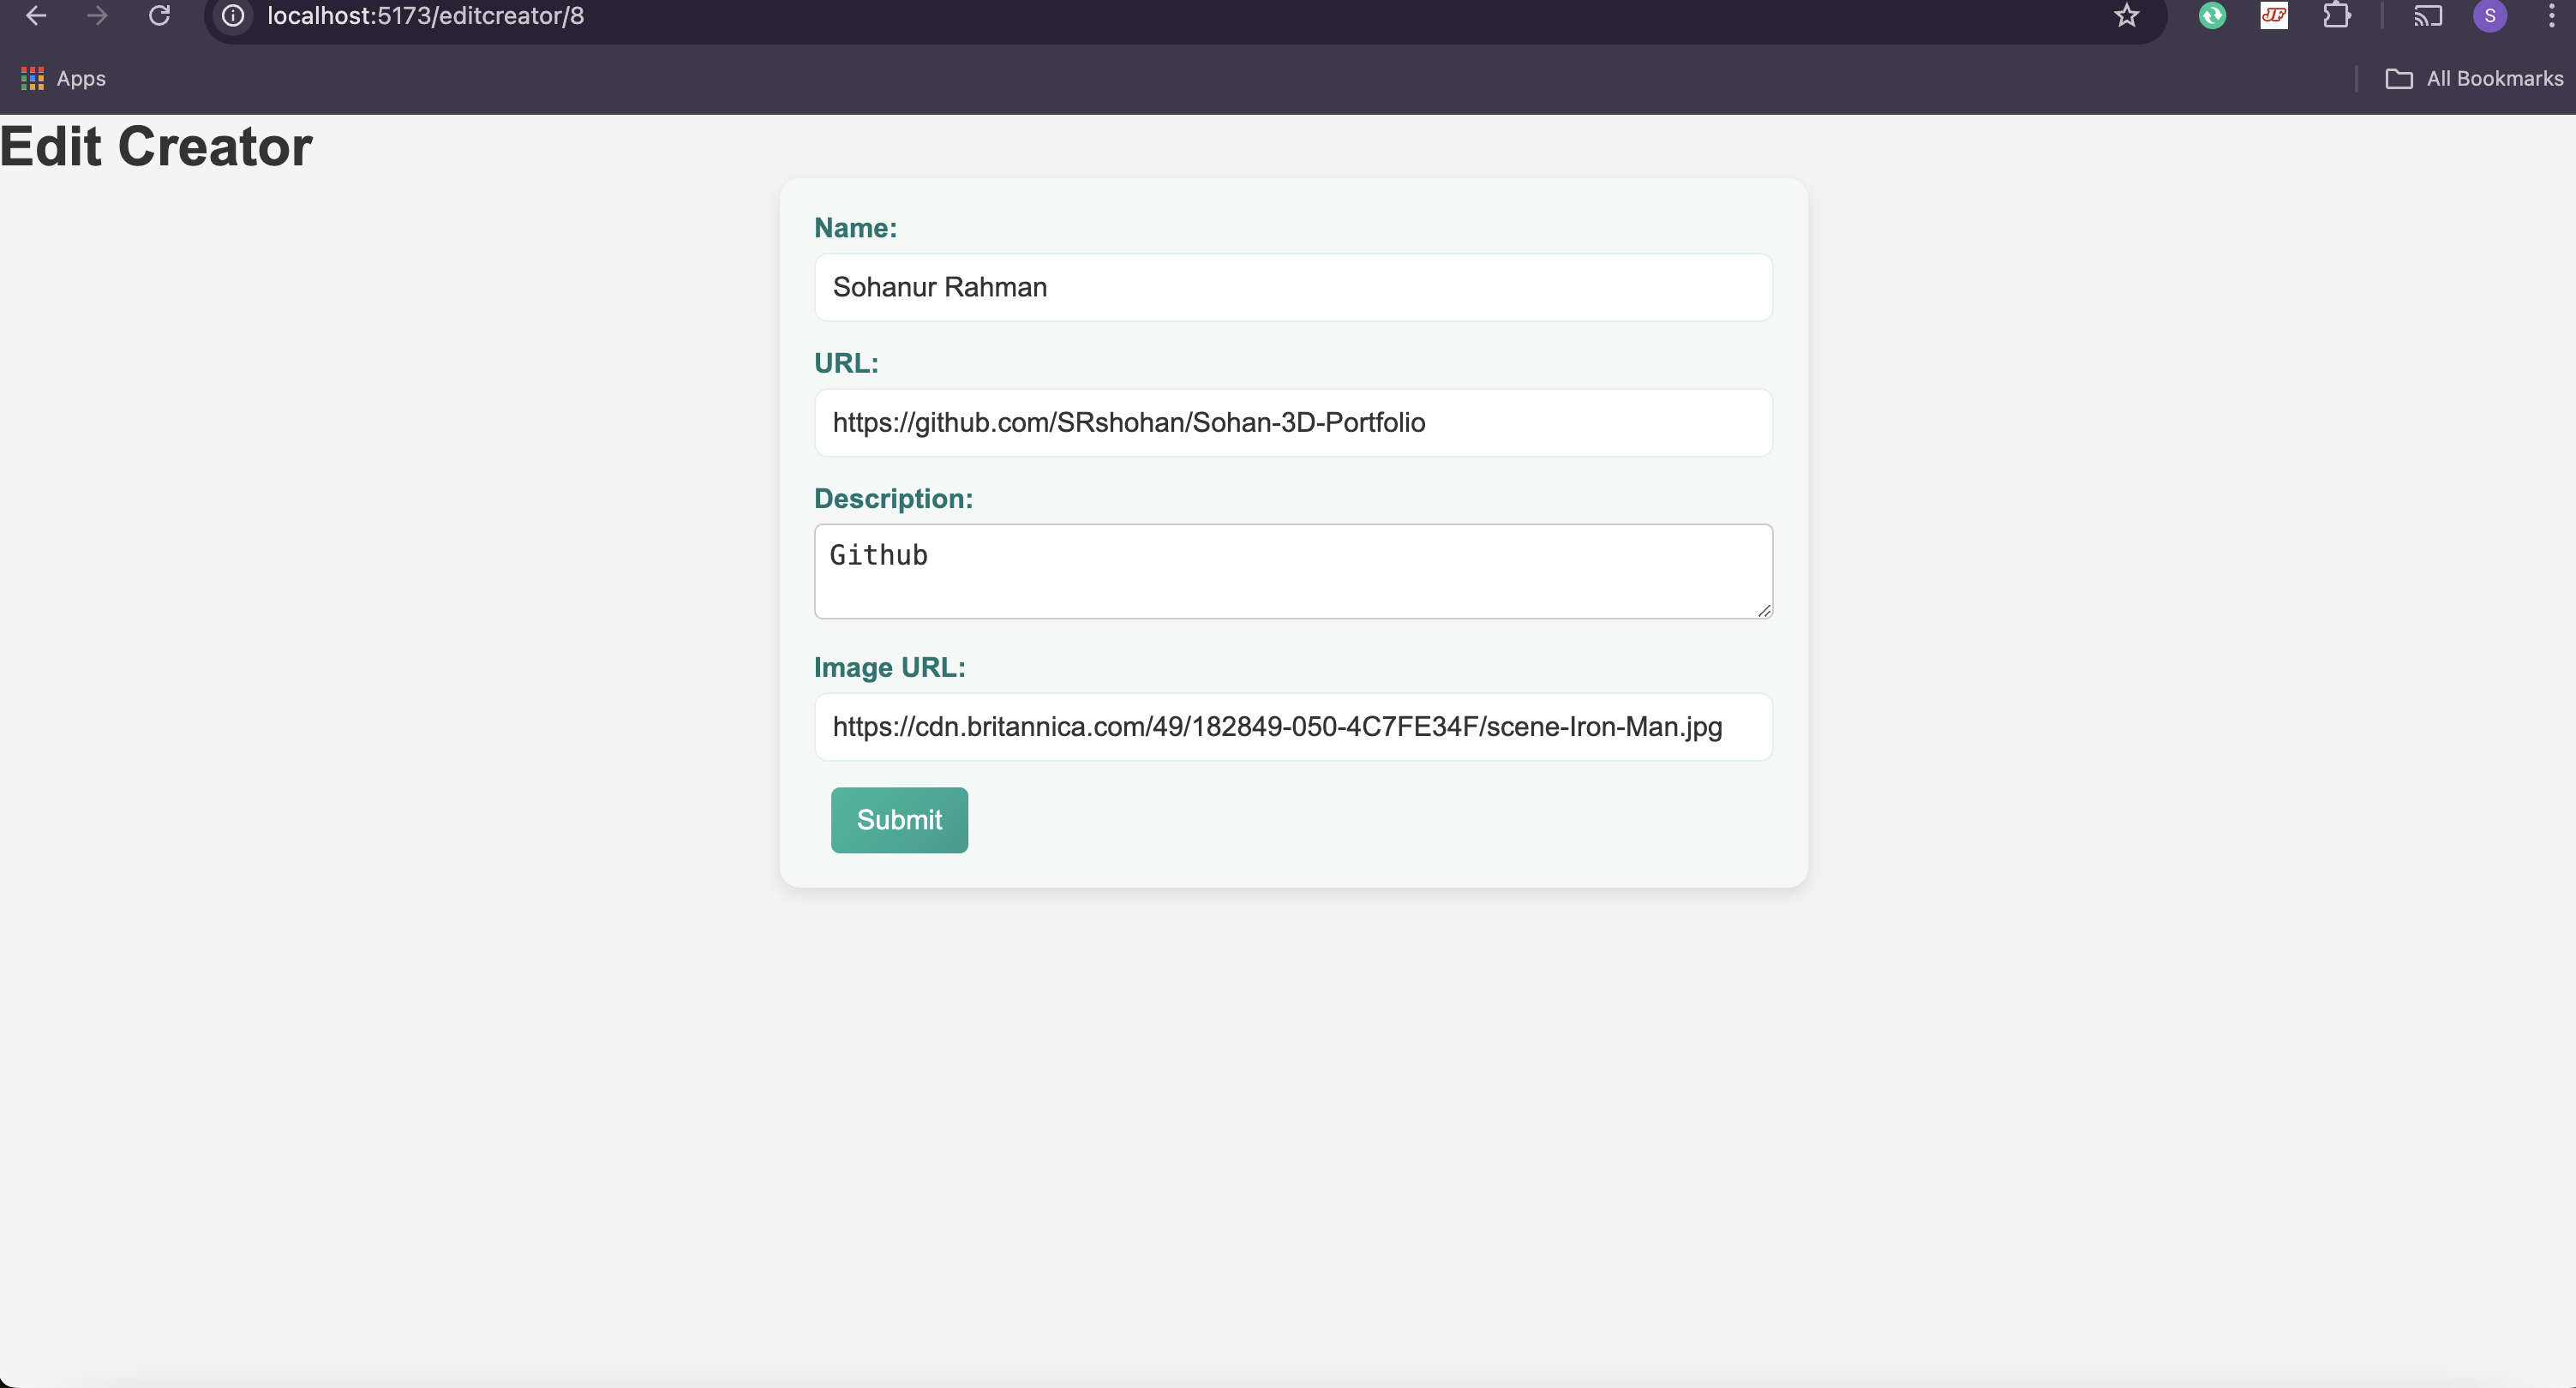 localhost:5173/editcreator/8
JF
S
Apps
All Bookmarks
Edit Creator
Name:
Sohanur Rahman
URL:
https://github.com/SRshohan/Sohan-3D-Portfolio
Description:
Github
Image URL:
https://cdn.britannica.com/49/182849-050-4C7FE34F/scene-Iron-Man.jpg
Submit